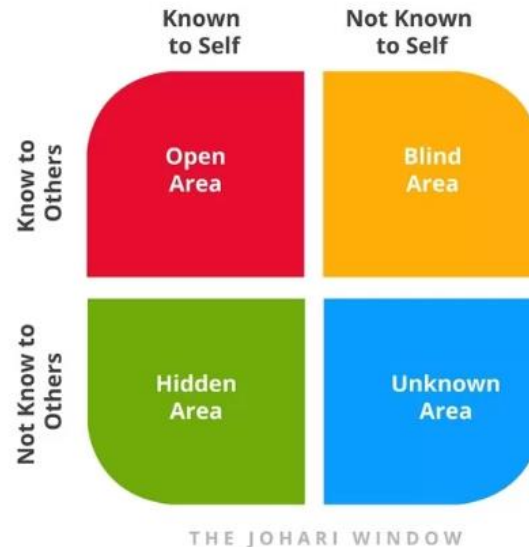 Known
to Self
Not Known
to Self
Know to
Others
Open
Area
Blind
Area
Not Know to
Others
Hidden
Area
Unknown
Area
THE JOHARI WINDOW